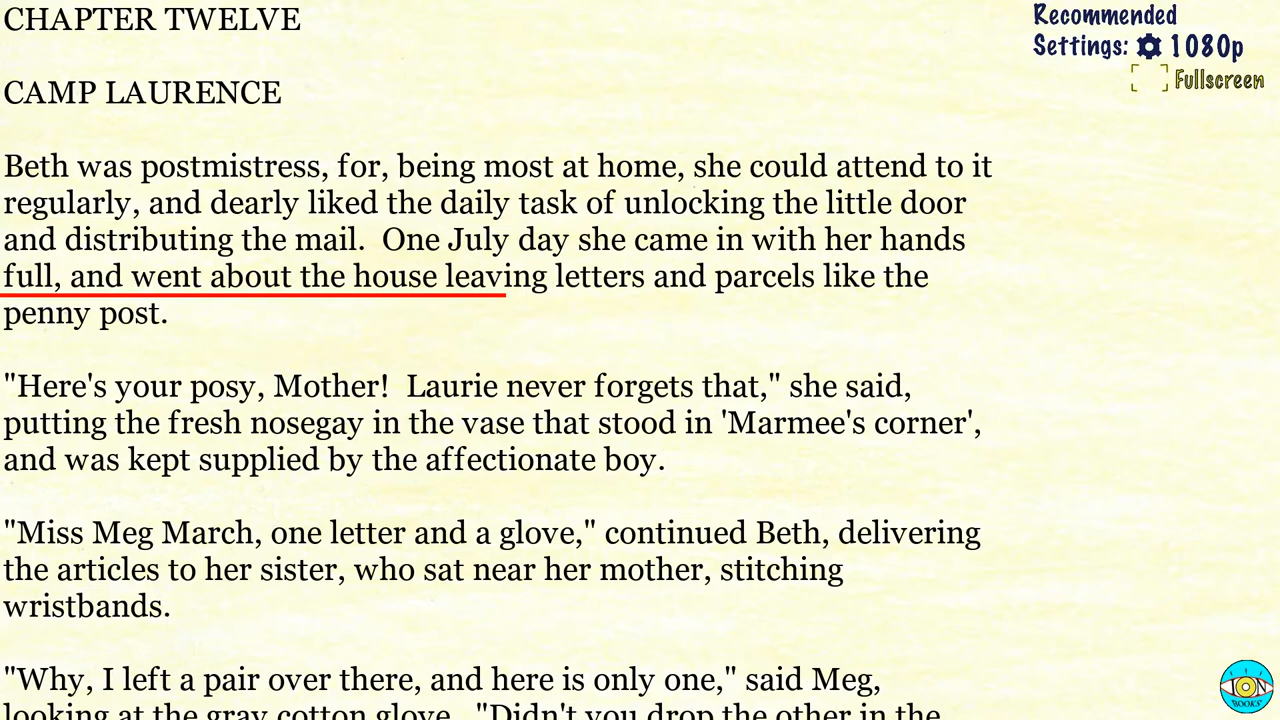 CHAPTER TWELVE
CAMP LAURENCE
Beth was postmistress, for, being most at home, she could attend to it
regularly, and dearly liked the daily task of unlocking the little door
and distributing the mail.  One July day she came in with her hands
full, and went about the house leaving letters and parcels like the
penny post.
"Here's your posy, Mother!  Laurie never forgets that," she said,
putting the fresh nosegay in the vase that stood in 'Marmee's corner',
and was kept supplied by the affectionate boy.
"Miss Meg March, one letter and a glove," continued Beth, delivering
the articles to her sister, who sat near her mother, stitching
wristbands.
"Why, I left a pair over there, and here is only one," said Meg,
looking at the gray cotton glove.  "Didn't you drop the other in the
Recommended
Settings: 1080p
Fullscreen
ION
BOOKS